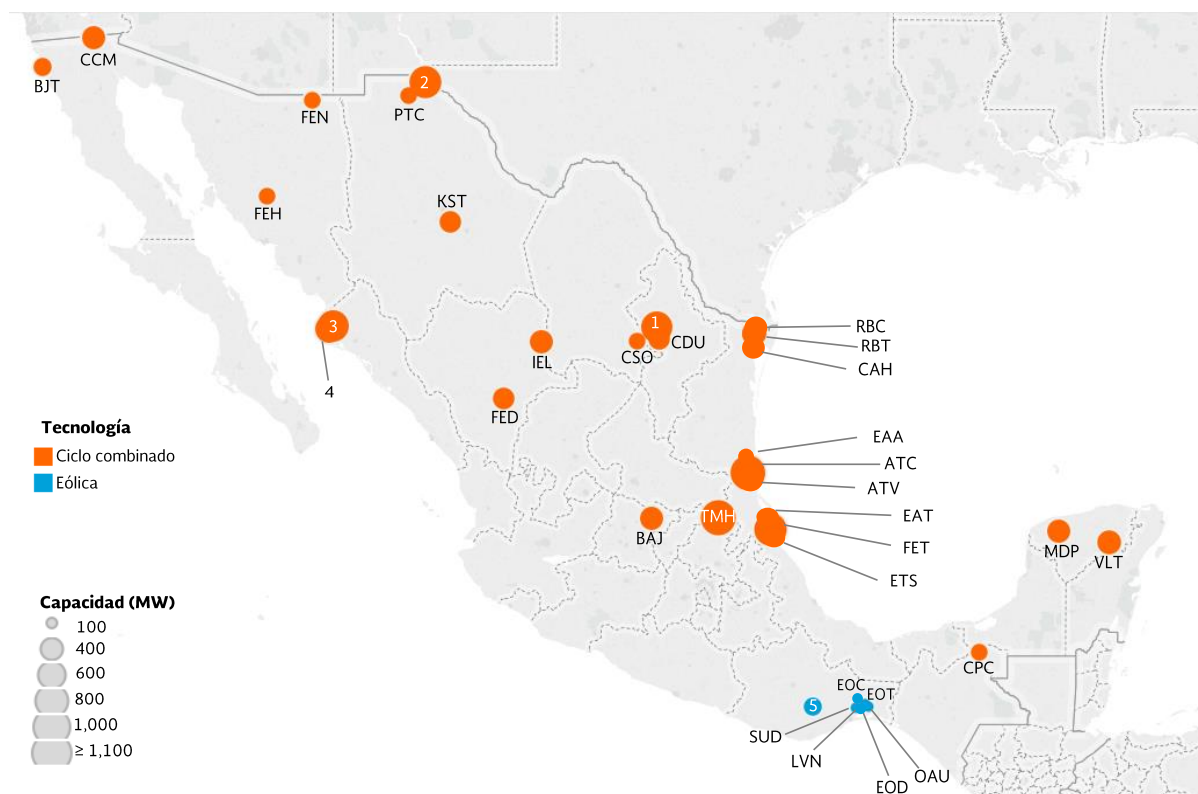 CCM
BJT
2
FEN
PTC
FEH
KST
3
1
CDU
CSO
IEL
RBC
RBT
CAH
4
FED
Tecnología
Ciclo combinado
Eólica
EAA
ATC
ATV
EAT
FET
ETS
TMH
BAJ
MDP
VLT
CPC
Capacidad (MW)
100
400
600
800
1,000
≥ 1,100
EOC
EOT
5
SUD
LVN
OAU
EOD